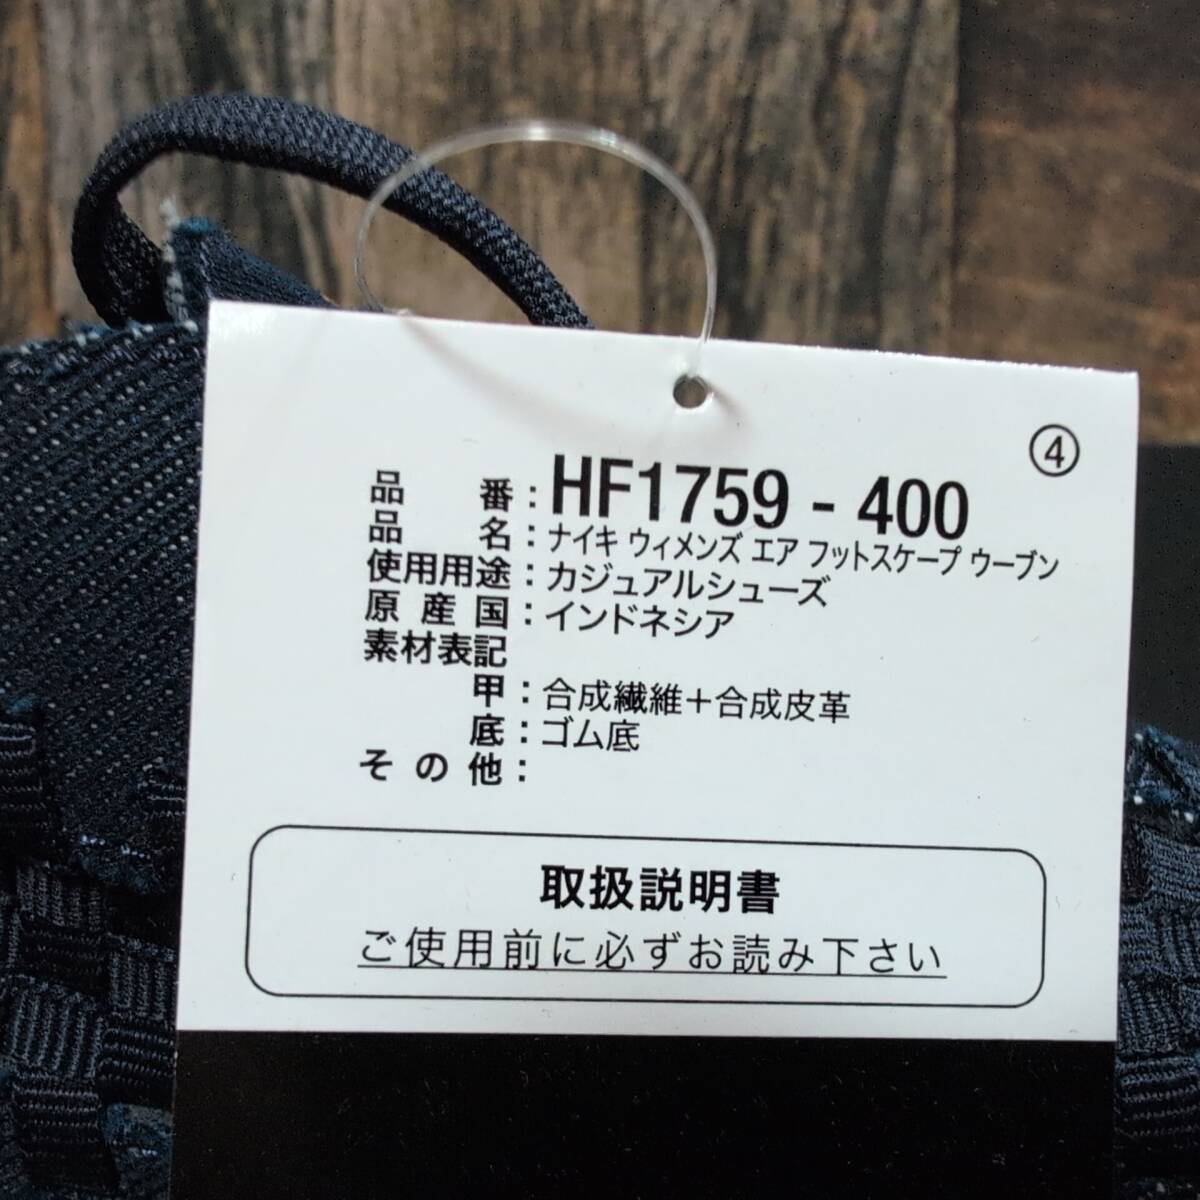 ④
品番：HF1759 - 400
品名：ナイキ ウィメンズ エア フットスケープ ウーブン
使用用途：カジュアルシューズ
原産国：インドネシア
素材表記
甲：合成繊維＋合成皮革
底：ゴム底
その他：
取扱説明書
ご使用前に必ずお読み下さい